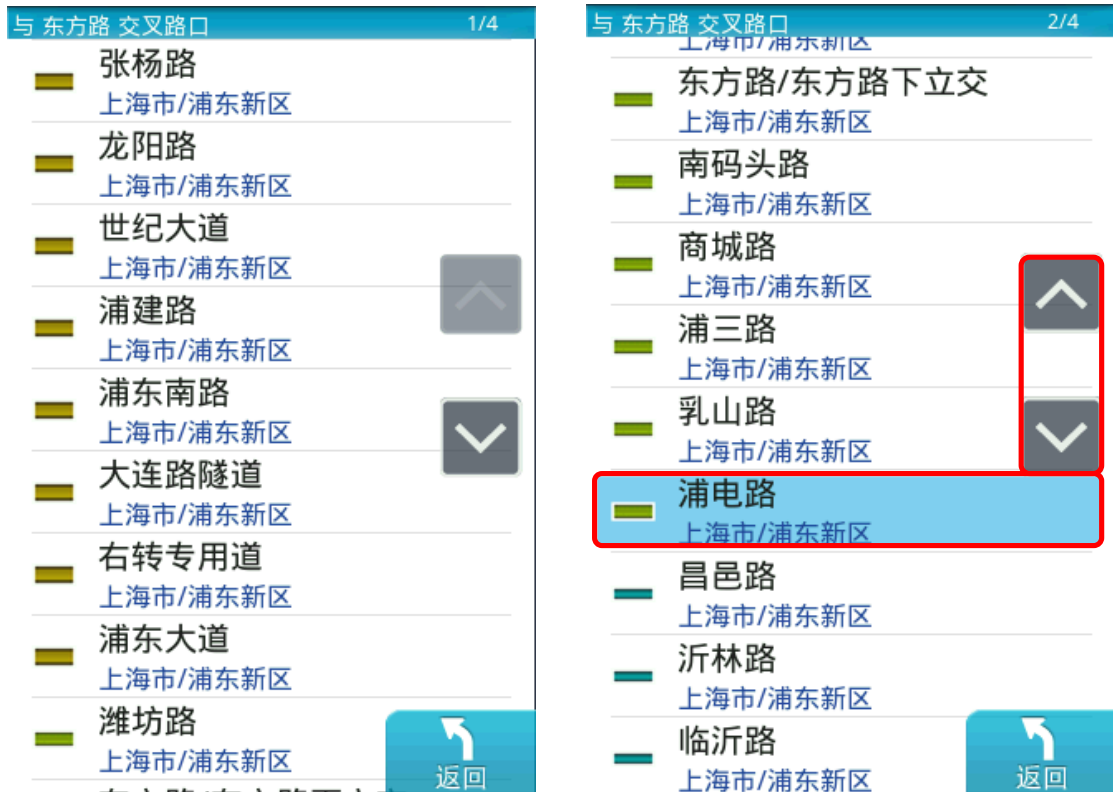 与 东方路 交叉路口 1/4
张杨路
上海市/浦东新区
龙阳路
上海市/浦东新区
世纪大道
上海市/浦东新区
浦建路
上海市/浦东新区
浦东南路
上海市/浦东新区
大连路隧道
上海市/浦东新区
右转专用道
上海市/浦东新区
浦东大道
上海市/浦东新区
潍坊路
上海市/浦东新区
返回
与 东方路 交叉路口 2/4
上海市/浦东新区
东方路/东方路下立交
上海市/浦东新区
南码头路
上海市/浦东新区
商城路
上海市/浦东新区
浦三路
上海市/浦东新区
乳山路
上海市/浦东新区
浦电路
上海市/浦东新区
昌邑路
上海市/浦东新区
沂林路
上海市/浦东新区
临沂路
上海市/浦东新区
返回